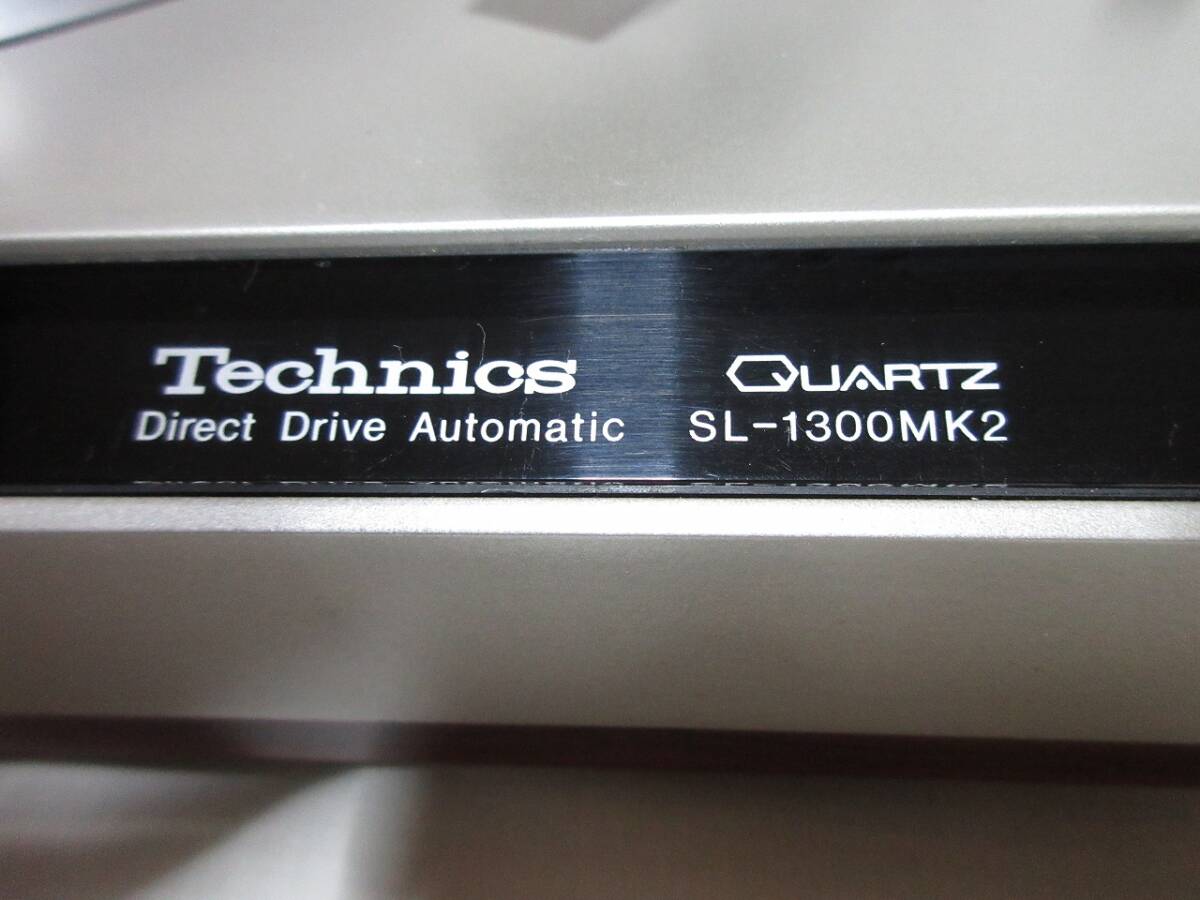 Technics QUARTZ
Direct Drive Automatic SL-1300MK2